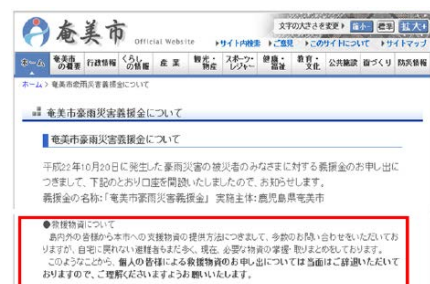 奄美市 Official Website
文字の大きさを変更 縮小 標準 拡大
サイト内検索 ご意見 このサイトについて サイトマップ
ホーム 奄美市の概要 行政情報 くらしの情報 産業 観光・物産 スポーツ・レジャー 健康・福祉 教育・文化 公共施設 街づくり 防災情報
ホーム > 奄美市豪雨災害義援金について
奄美市豪雨災害義援金について
奄美市豪雨災害義援金について
平成22年10月20日に発生した豪雨災害の被災者のみなさまに対する義援金のお申し出に
つきまして、下記のとおり口座を開設いたしましたので、お知らせします。
義援金の名称:「奄美市豪雨災害義援金」 実施主体:鹿児島県奄美市
●救援物資について
島内外の皆様から本市への支援物資の提供方法につきまして、多数のお問い合わせをいただいてお
りますが、自宅に戻れない避難者もまだ多く、現在、必要な物資の掌握・取りまとめをしております。
このようなことから、個人の皆様による救援物資のお申し出については当面はご辞退いただいて
おりますので、ご理解くださいますようお願いいたします。